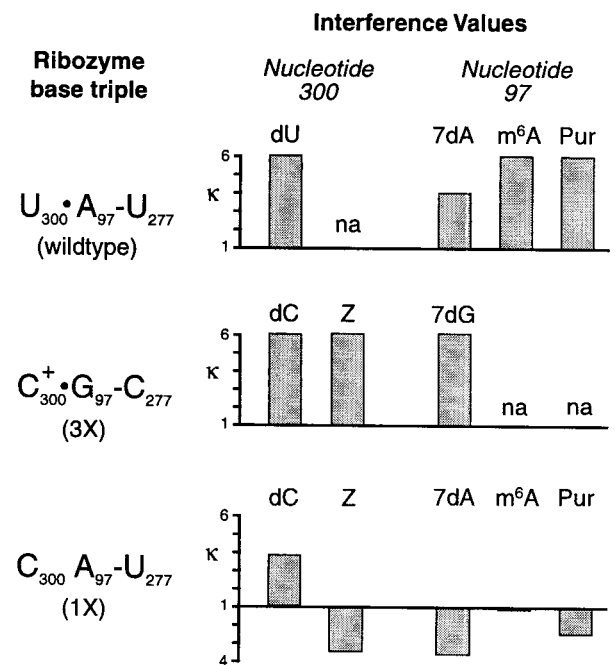 Interference Values
Ribozyme
base triple
Nucleotide
300
Nucleotide
97
dU 7dA m⁶A Pur
6
κ
1
na
U₃₀₀•A₉₇-U₂₇₇
(wildtype)
dC Z 7dG
6
κ
1
na na
C⁺₃₀₀•G₉₇-C₂₇₇
(3X)
dC Z 7dA m⁶A Pur
6
κ
1
4
C₃₀₀ A₉₇-U₂₇₇
(1X)